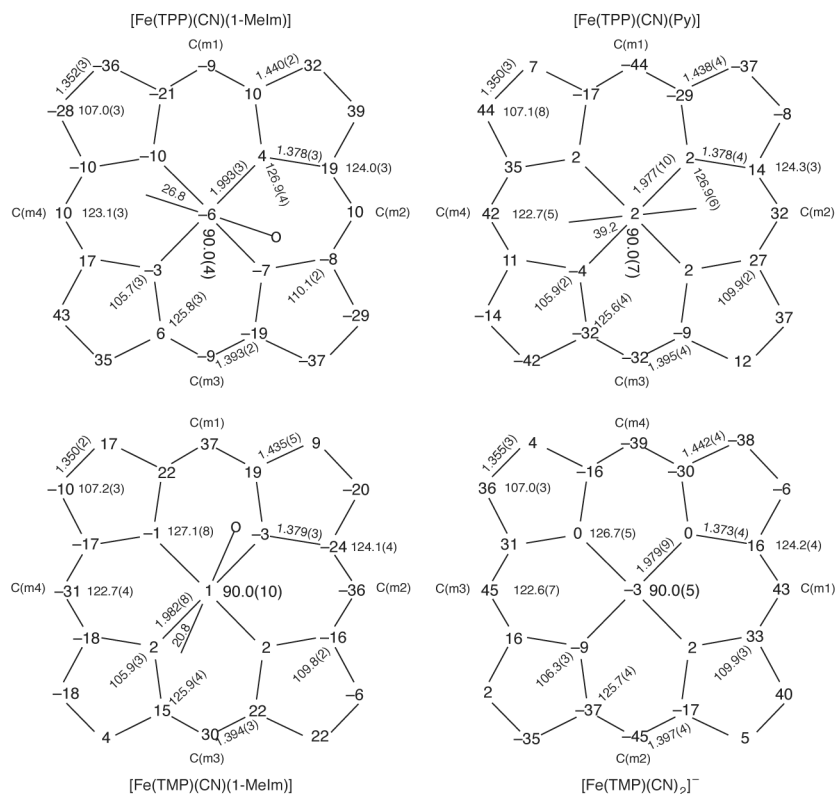 [Fe(TPP)(CN)(1-MeIm)]
C(m1)
−36 −9 32
1.352(3) 1.440(2)
−21 10
−28 107.0(3) 39
−10 −10 4 1.378(3) 19 124.0(3)
1.993(3) 126.9(4)
26.8
C(m4) 10 123.1(3) −6 10 C(m2)
O
90.0(4)
17 −3 −7 −8
105.7(3) 110.1(2)
43 125.8(3) −29
6 −19
35 −9 1.393(2) −37
C(m3)
[Fe(TPP)(CN)(Py)]
C(m1)
7 −44 −37
1.350(3) 1.438(4)
−17 −29
44 107.1(8) −8
35 2 2 1.378(4) 14 124.3(3)
1.977(10) 126.9(6)
C(m4) 42 122.7(5) 2 32 C(m2)
39.2
90.0(7)
11 −4 2 27
105.9(2) 109.9(2)
−14 125.6(4) 37
−32 −9
−42 −32 1.395(4) 12
C(m3)
C(m1)
17 37 9
1.350(2) 1.435(5)
22 19
−10 107.2(3) −20
−17 −1 127.1(8) O −3 1.379(3) −24 124.1(4)
C(m4) −31 122.7(4) 1 90.0(10) −36 C(m2)
1.982(8)
20.8
−18 2 2 −16
105.9(3) 109.8(2)
−18 125.9(4) −6
15 22
4 30 1.394(3) 22
C(m3)
[Fe(TMP)(CN)(1-MeIm)]
C(m4)
4 −39 −38
1.355(3) 1.442(4)
−16 −30
36 107.0(3) −6
31 0 126.7(5) 0 1.373(4) 16 124.2(4)
1.979(9)
C(m3) 45 122.6(7) −3 90.0(5) 43 C(m1)
16 −9 2 33
106.3(3) 109.9(3)
2 125.7(4) 40
−37 −17
−35 −45 1.397(4) 5
C(m2)
[Fe(TMP)(CN)₂]⁻